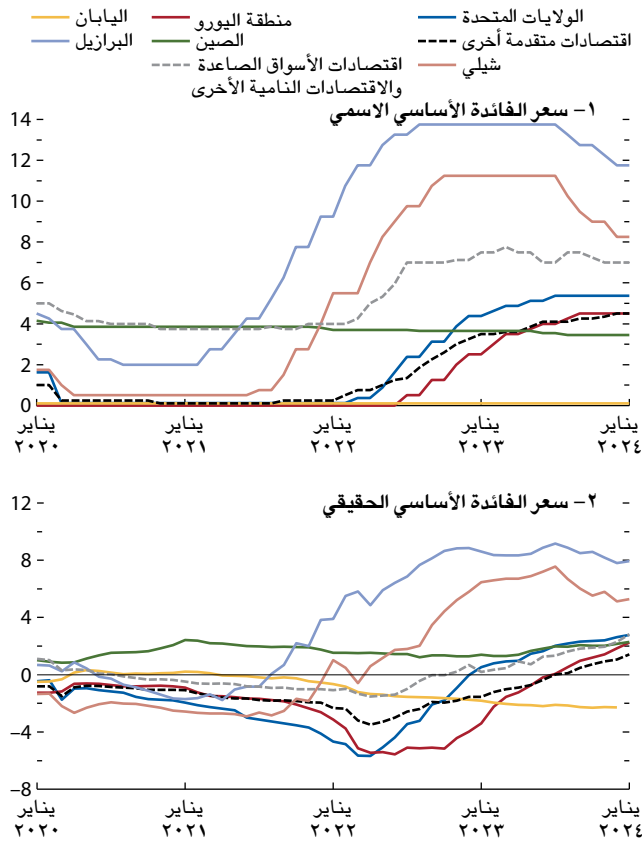 الولايات المتحدة
منطقة اليورو
اليابان
اقتصادات متقدمة أخرى
الصين
البرازيل
شيلي
اقتصادات الأسواق الصاعدة
والاقتصادات النامية الأخرى
١– سعر الفائدة الأساسي الاسمي
14
12
10
8
6
4
2
0
يناير يناير يناير يناير يناير
٢٠٢٠ ٢٠٢١ ٢٠٢٢ ٢٠٢٣ ٢٠٢٤
٢– سعر الفائدة الأساسي الحقيقي
12
8
4
0
–4
–8
يناير يناير يناير يناير يناير
٢٠٢٠ ٢٠٢١ ٢٠٢٢ ٢٠٢٣ ٢٠٢٤